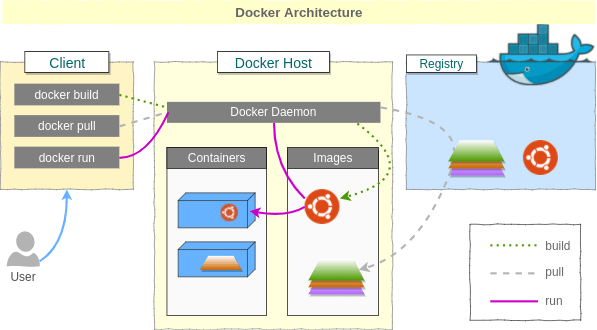 Docker Architecture
Client
Docker Host
Registry
docker build
docker pull
docker run
Docker Daemon
Containers
Images
User
build
pull
run